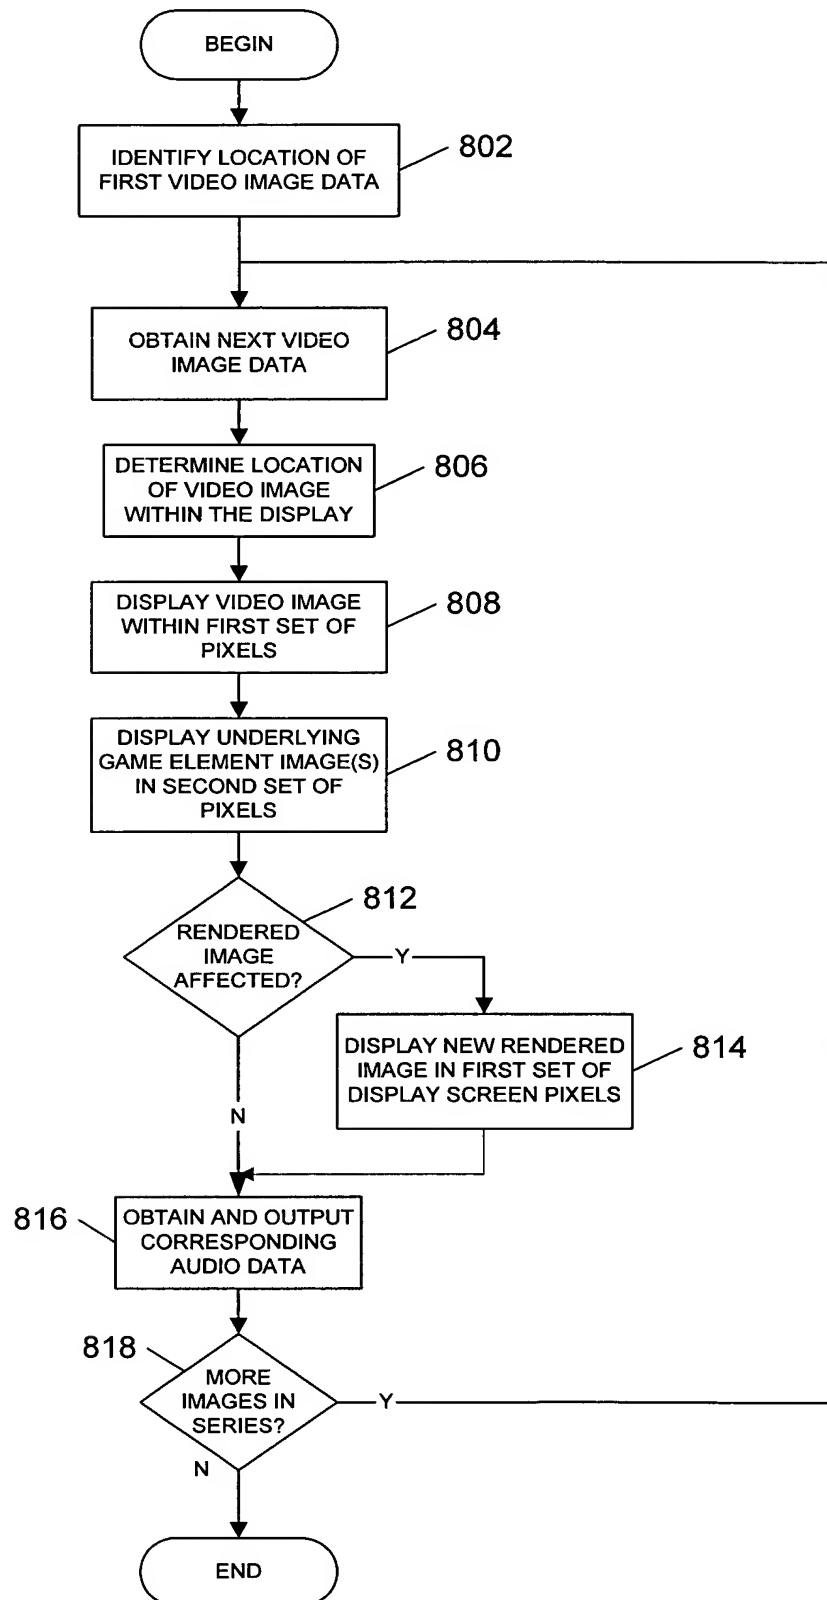 BEGIN
IDENTIFY LOCATION OF
FIRST VIDEO IMAGE DATA
802
OBTAIN NEXT VIDEO
IMAGE DATA
804
DETERMINE LOCATION
OF VIDEO IMAGE
WITHIN THE DISPLAY
806
DISPLAY VIDEO IMAGE
WITHIN FIRST SET OF
PIXELS
808
DISPLAY UNDERLYING
GAME ELEMENT IMAGE(S)
IN SECOND SET OF
PIXELS
810
RENDERED
IMAGE
AFFECTED?
812
Y
DISPLAY NEW RENDERED
IMAGE IN FIRST SET OF
DISPLAY SCREEN PIXELS
814
N
816
OBTAIN AND OUTPUT
CORRESPONDING
AUDIO DATA
818
MORE
IMAGES IN
SERIES?
Y
N
END